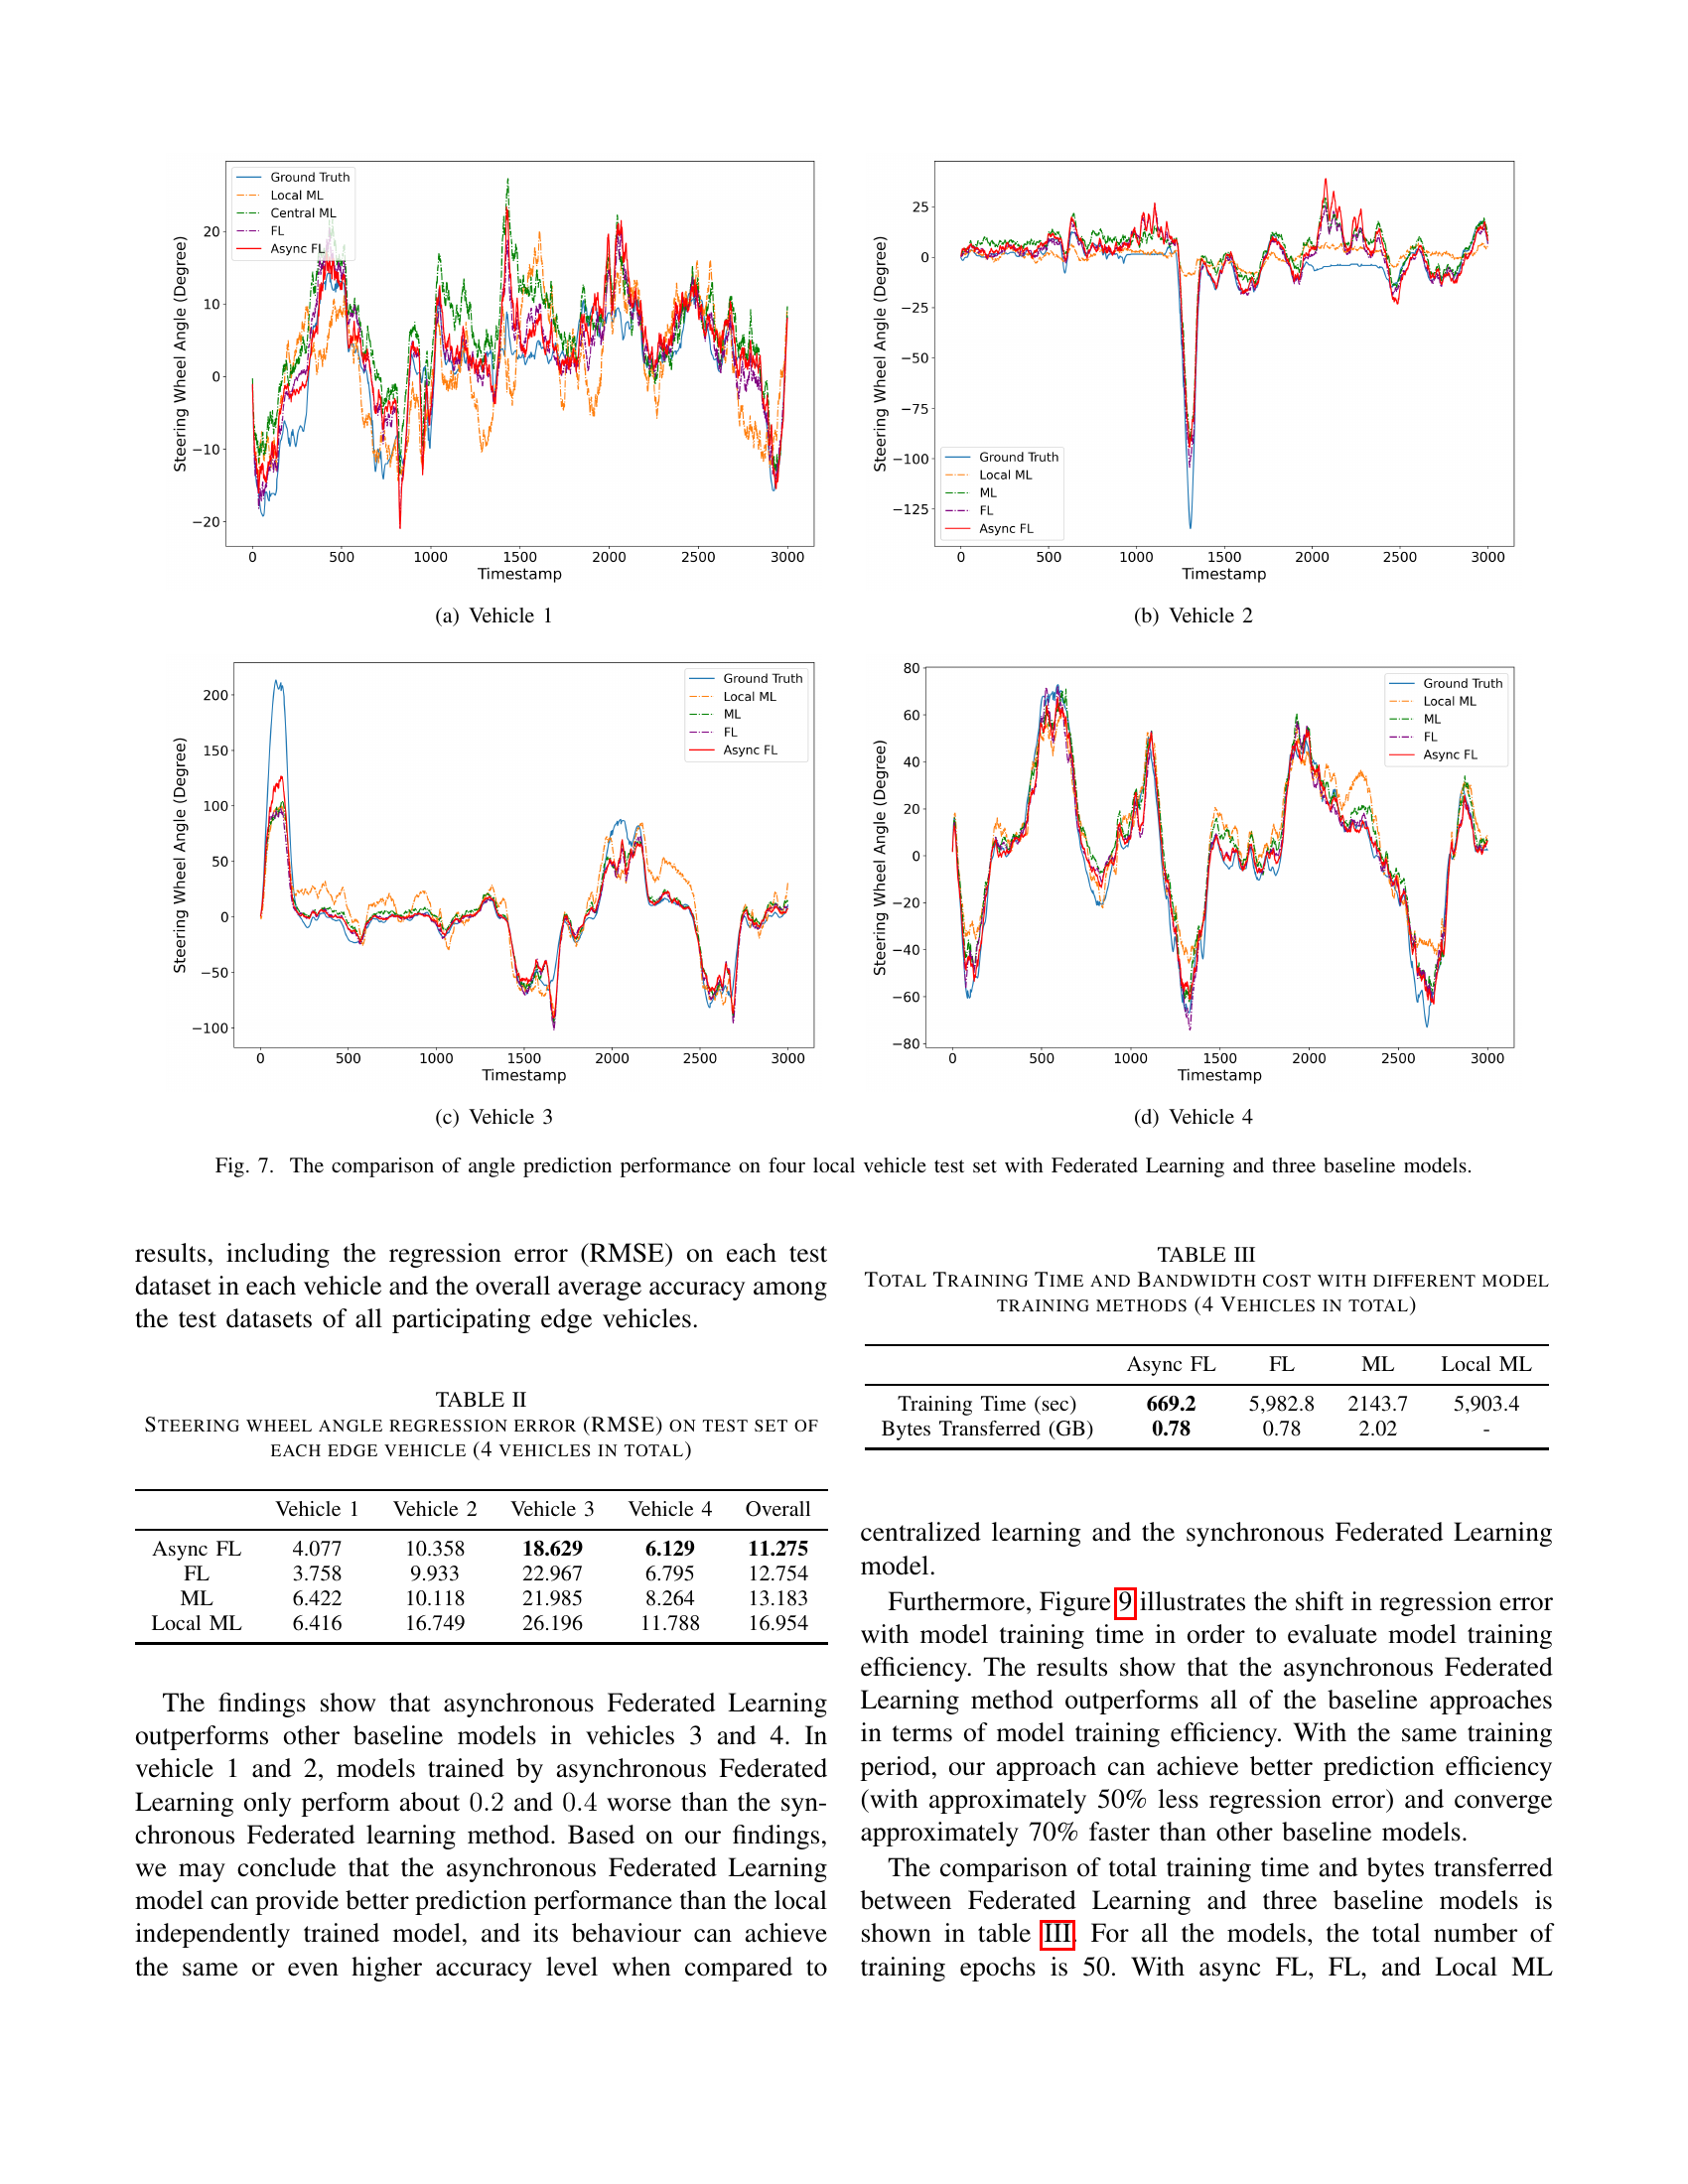 Ground Truth
Local ML
Central ML
FL
Async FL
20
10
0
−10
−20
Steering Wheel Angle (Degree)
0 500 1000 1500 2000 2500 3000
Timestamp
(a) Vehicle 1
25
0
−25
−50
−75
−100
−125
Steering Wheel Angle (Degree)
Ground Truth
Local ML
ML
FL
Async FL
0 500 1000 1500 2000 2500 3000
Timestamp
(b) Vehicle 2
200
150
100
50
0
−50
−100
Steering Wheel Angle (Degree)
Ground Truth
Local ML
ML
FL
Async FL
0 500 1000 1500 2000 2500 3000
Timestamp
(c) Vehicle 3
80
60
40
20
0
−20
−40
−60
−80
Steering Wheel Angle (Degree)
Ground Truth
Local ML
ML
FL
Async FL
0 500 1000 1500 2000 2500 3000
Timestamp
(d) Vehicle 4
Fig. 7. The comparison of angle prediction performance on four local vehicle test set with Federated Learning and three baseline models.
results, including the regression error (RMSE) on each test
dataset in each vehicle and the overall average accuracy among
the test datasets of all participating edge vehicles.
TABLE II
STEERING WHEEL ANGLE REGRESSION ERROR (RMSE) ON TEST SET OF
EACH EDGE VEHICLE (4 VEHICLES IN TOTAL)
Vehicle 1 Vehicle 2 Vehicle 3 Vehicle 4 Overall
Async FL 4.077 10.358 18.629 6.129 11.275
FL 3.758 9.933 22.967 6.795 12.754
ML 6.422 10.118 21.985 8.264 13.183
Local ML 6.416 16.749 26.196 11.788 16.954
The findings show that asynchronous Federated Learning
outperforms other baseline models in vehicles 3 and 4. In
vehicle 1 and 2, models trained by asynchronous Federated
Learning only perform about 0.2 and 0.4 worse than the syn-
chronous Federated learning method. Based on our findings,
we may conclude that the asynchronous Federated Learning
model can provide better prediction performance than the local
independently trained model, and its behaviour can achieve
the same or even higher accuracy level when compared to
TABLE III
TOTAL TRAINING TIME AND BANDWIDTH COST WITH DIFFERENT MODEL
TRAINING METHODS (4 VEHICLES IN TOTAL)
Async FL FL ML Local ML
Training Time (sec) 669.2 5,982.8 2143.7 5,903.4
Bytes Transferred (GB) 0.78 0.78 2.02 -
centralized learning and the synchronous Federated Learning
model.
Furthermore, Figure 9 illustrates the shift in regression error
with model training time in order to evaluate model training
efficiency. The results show that the asynchronous Federated
Learning method outperforms all of the baseline approaches
in terms of model training efficiency. With the same training
period, our approach can achieve better prediction efficiency
(with approximately 50% less regression error) and converge
approximately 70% faster than other baseline models.
The comparison of total training time and bytes transferred
between Federated Learning and three baseline models is
shown in table III. For all the models, the total number of
training epochs is 50. With async FL, FL, and Local ML